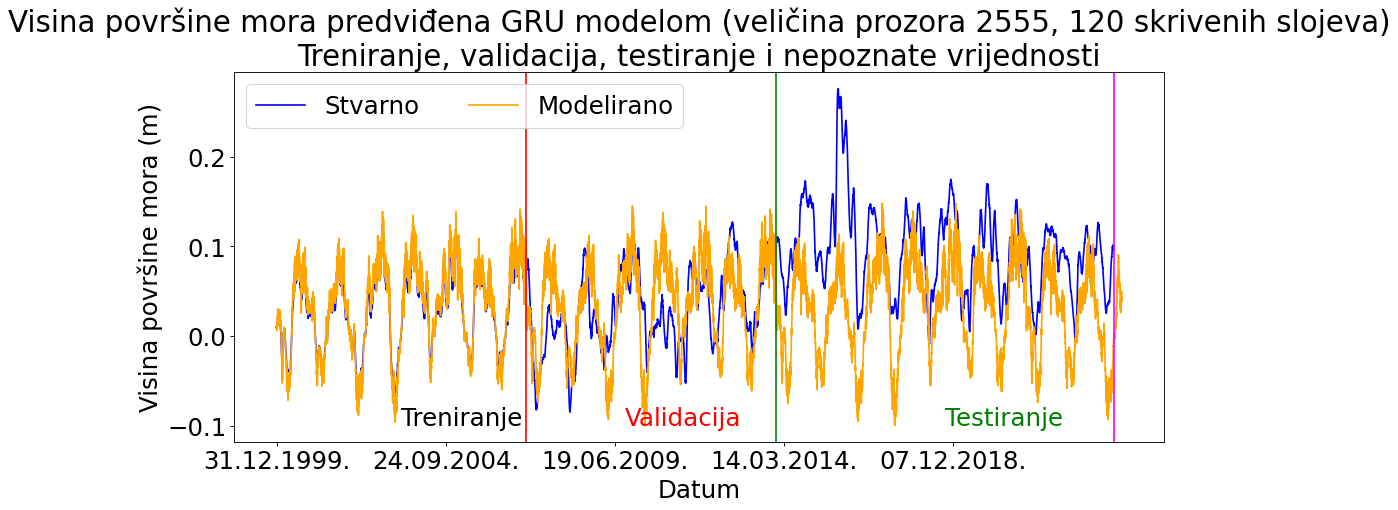 Visina površine mora predviđena GRU modelom (veličina prozora 2555, 120 skrivenih slojeva)
Treniranje, validacija, testiranje i nepoznate vrijednosti
Stvarno
Modelirano
Visina površine mora (m)
0.2
0.1
0.0
−0.1
Treniranje
Validacija
Testiranje
31.12.1999.
24.09.2004.
19.06.2009.
14.03.2014.
07.12.2018.
Datum